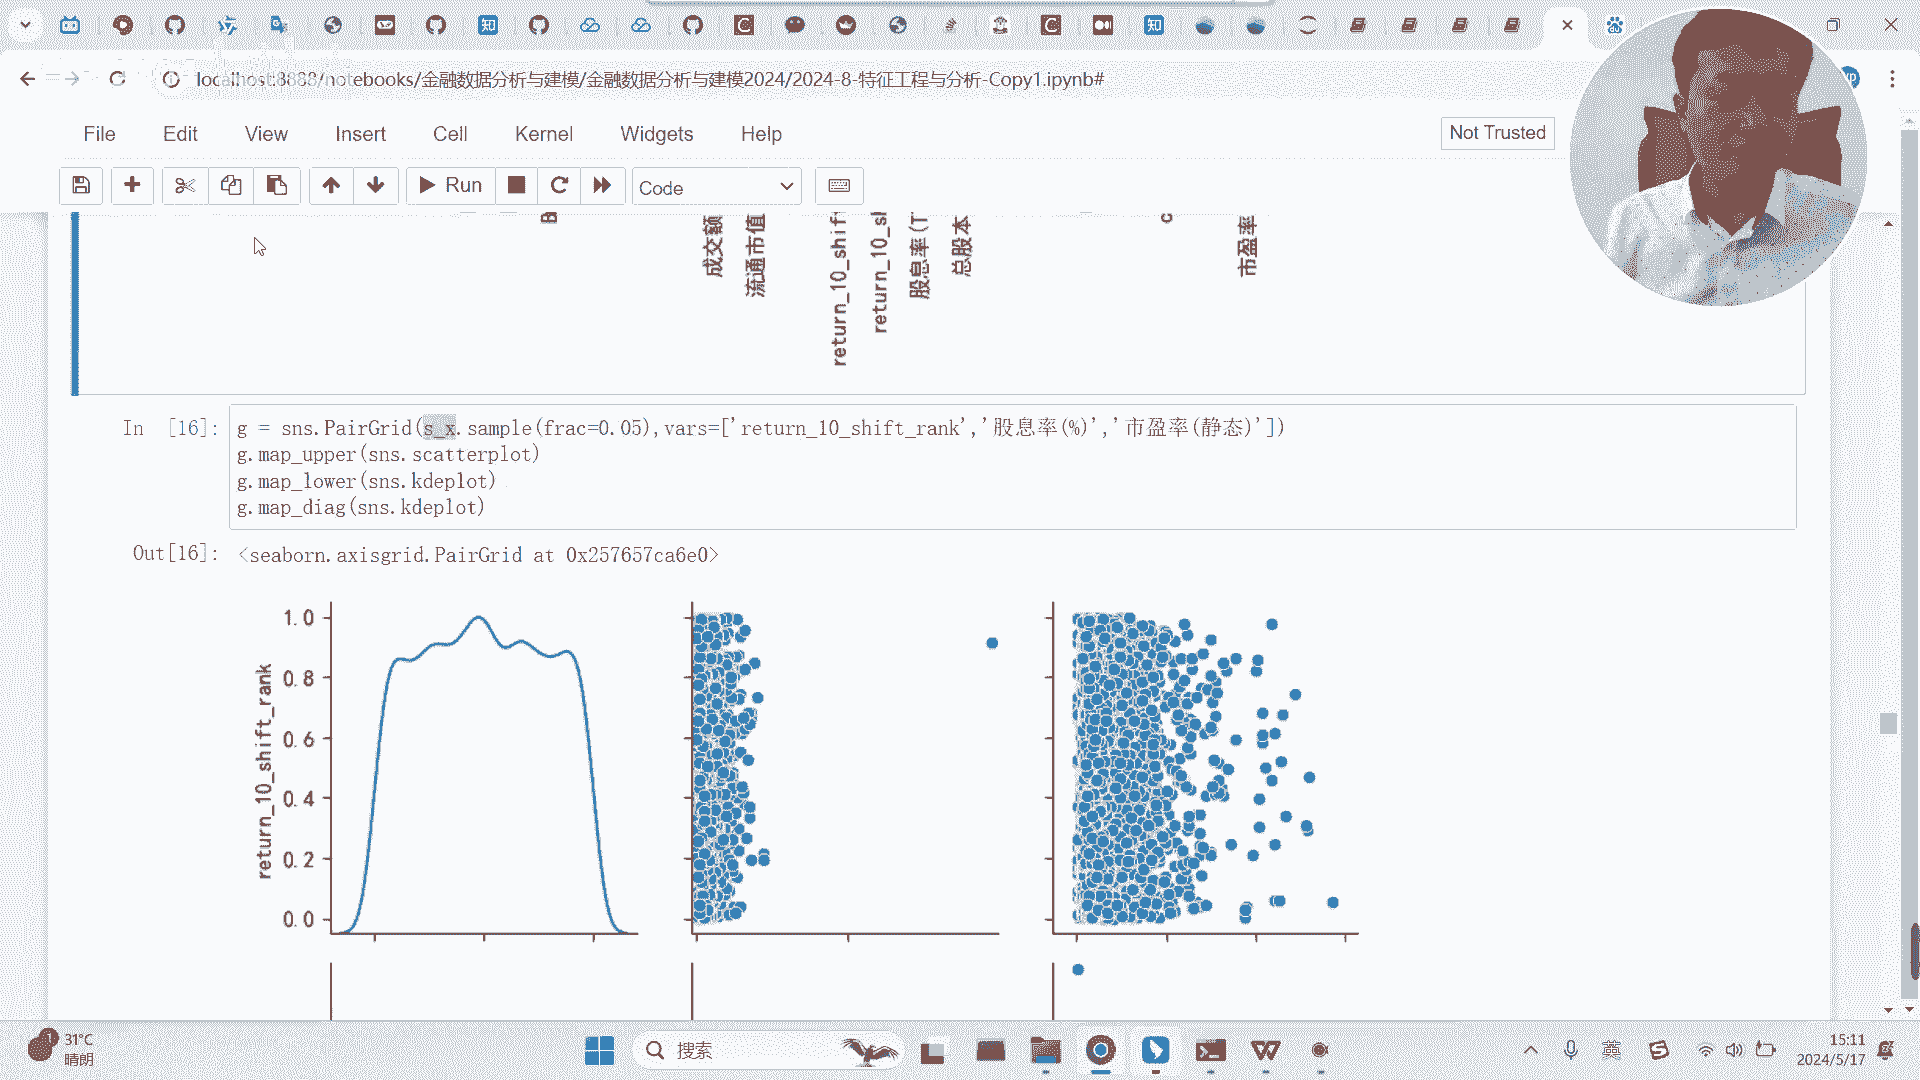 localhost:8888/notebooks/金融数据分析与建模/金融数据分析与建模2024/2024-8-特征工程与分析-Copy1.ipynb#
File Edit View Insert Cell Kernel Widgets Help
Not Trusted
Run
Code
成交额
流通市值
return_10_shif
return_10_sl
股息率(T
总股本
市盈率
In [16]: g = sns.PairGrid(s_x.sample(frac=0.05),vars=['return_10_shift_rank','股息率(%)','市盈率(静态)'])
g.map_upper(sns.scatterplot)
g.map_lower(sns.kdeplot)
g.map_diag(sns.kdeplot)
Out[16]: <seaborn.axisgrid.PairGrid at 0x257657ca6e0>
return_10_shift_rank
1.0
0.8
0.6
0.4
0.2
0.0
1
31°C
晴朗
搜索
英
15:11
2024/5/17